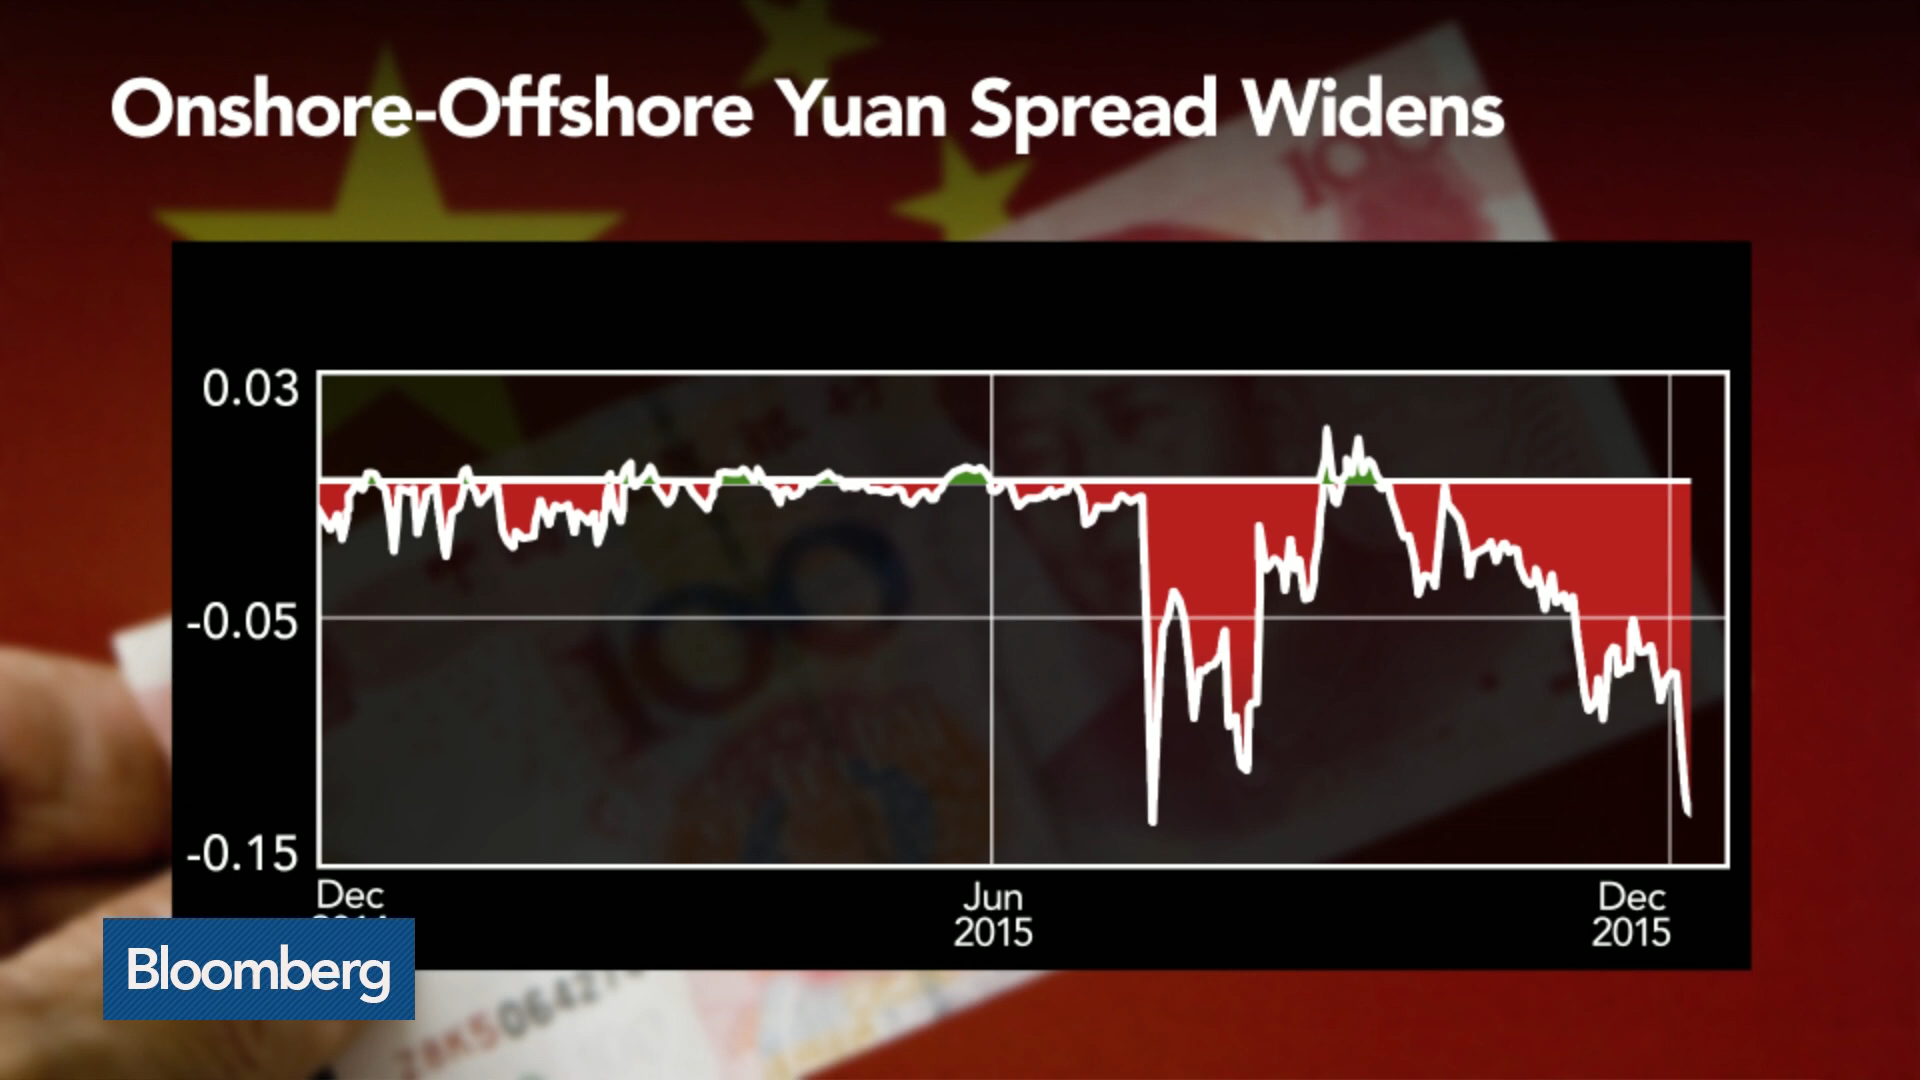 Onshore-Offshore Yuan Spread Widens
0.03
-0.05
-0.15
Dec
Jun
2015
Dec
2015
Bloomberg